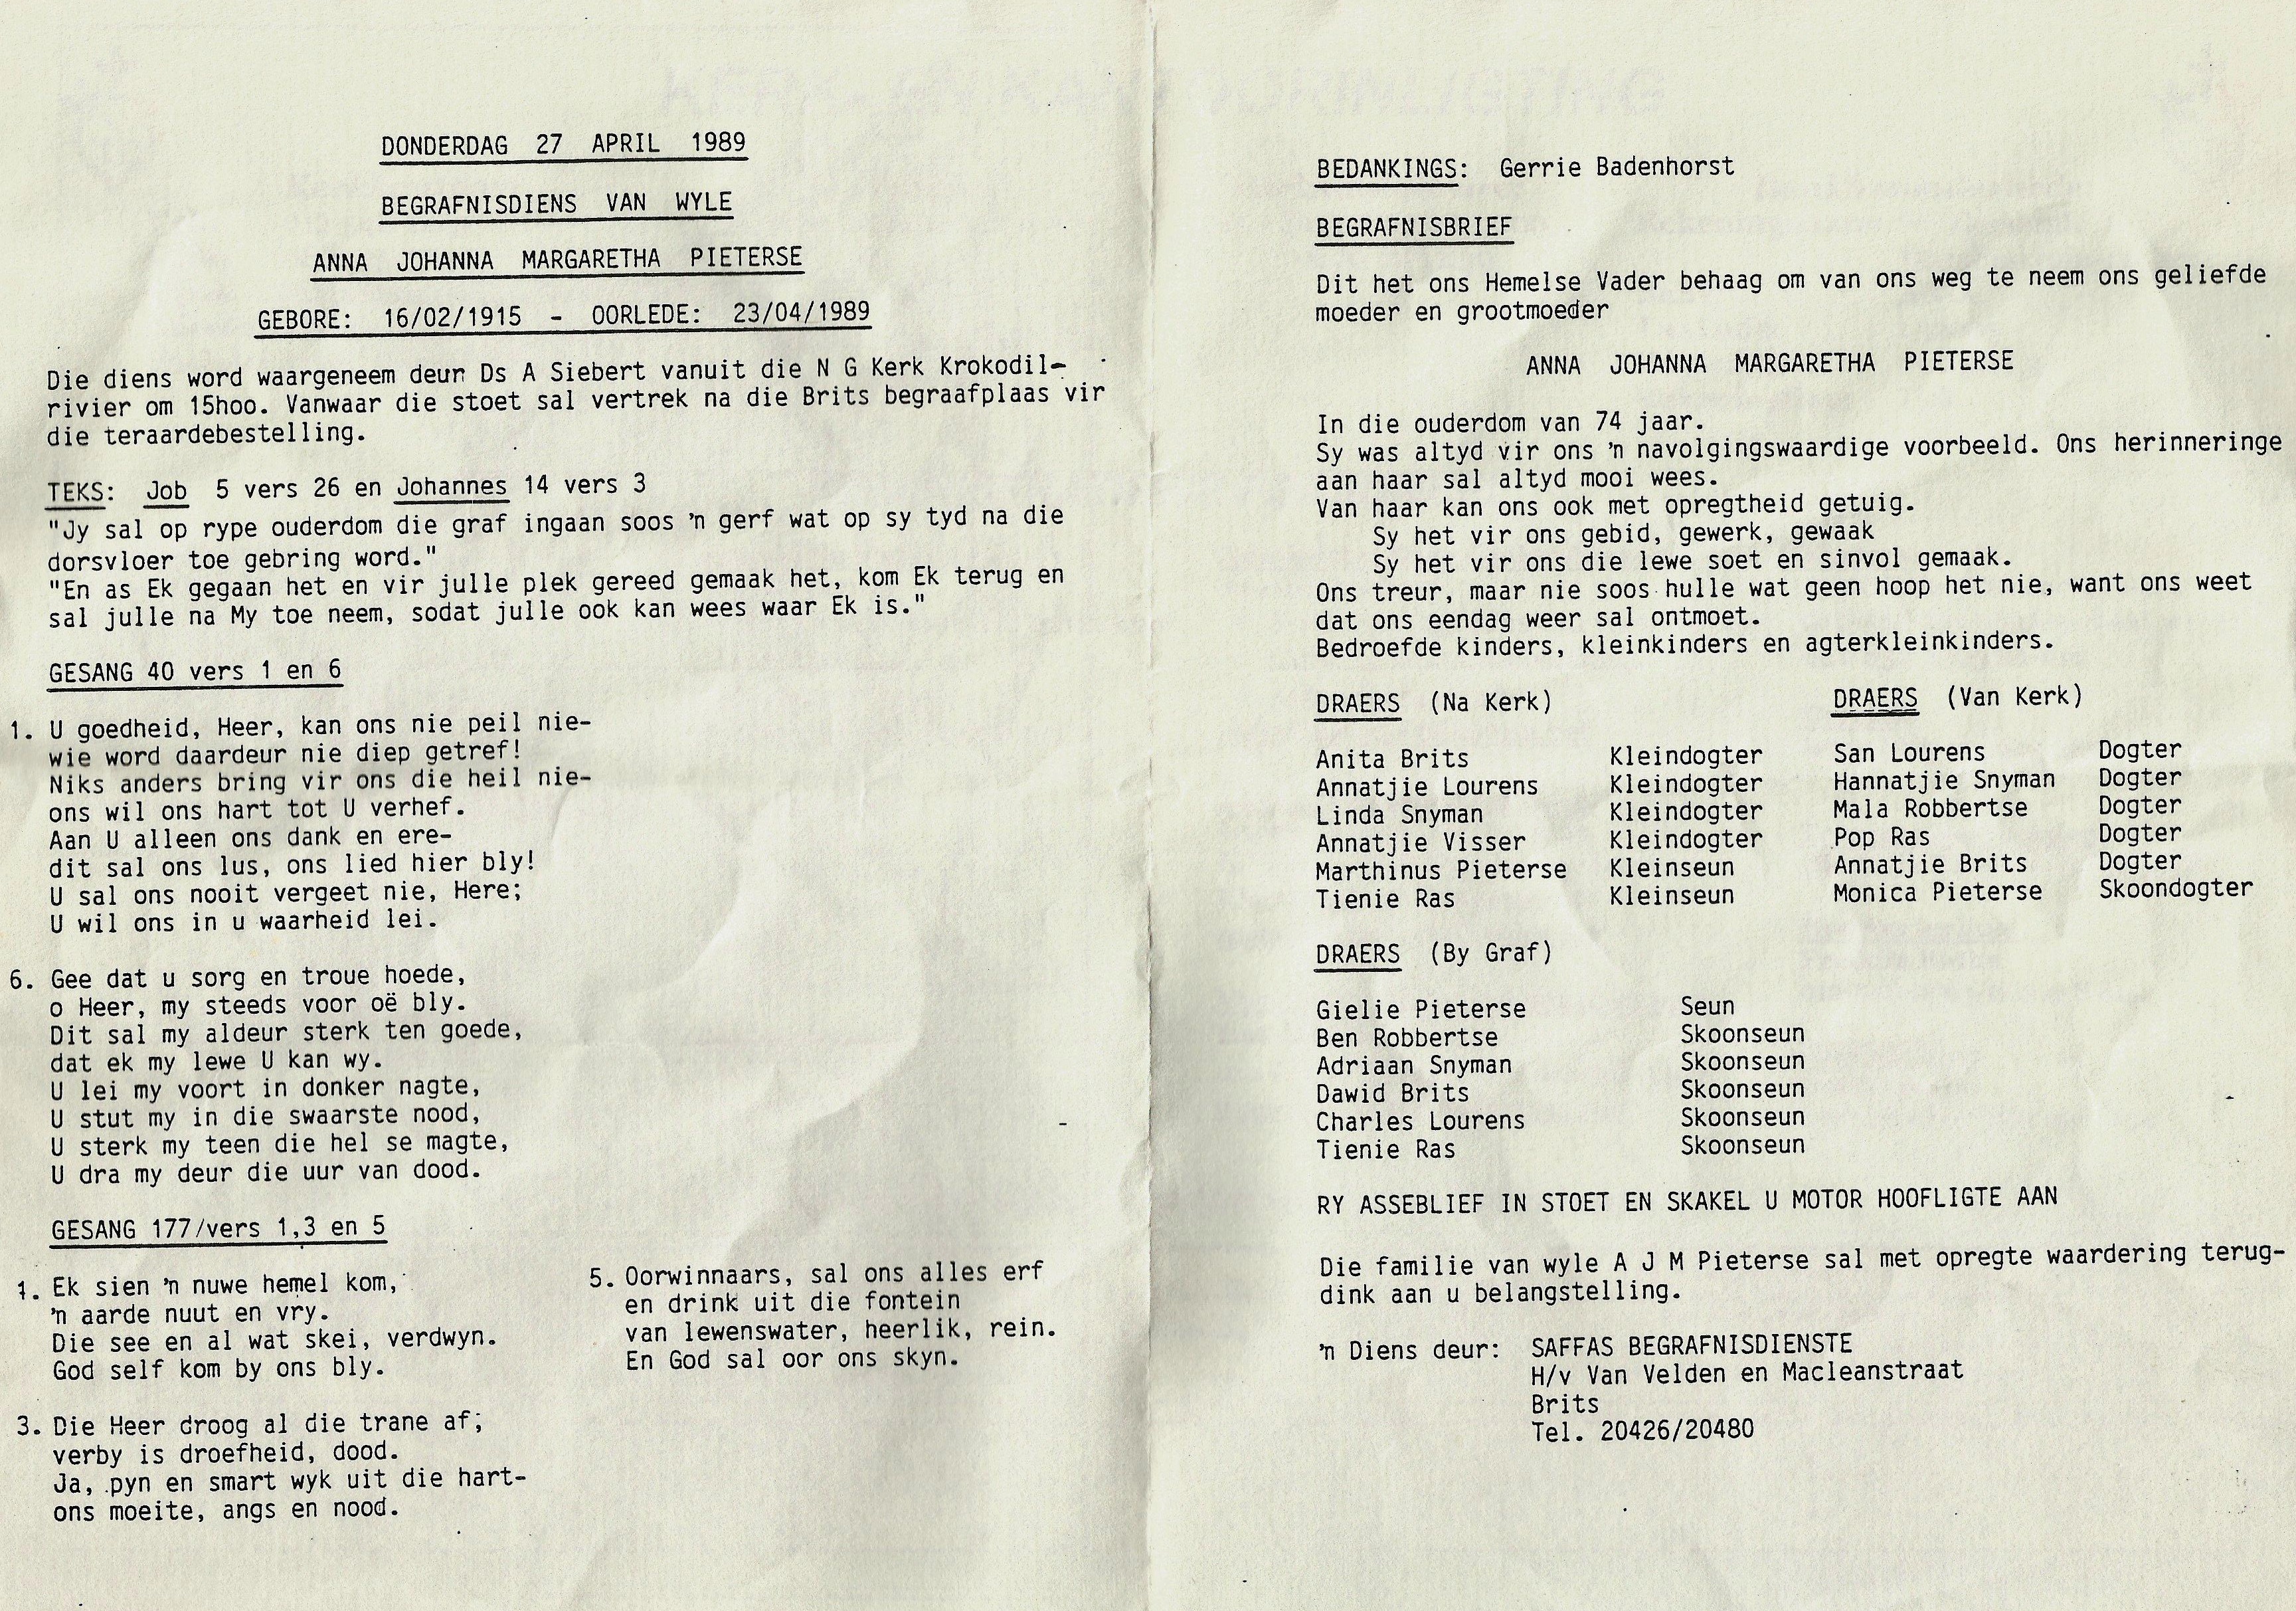 DONDERDAG 27 APRIL 1989
BEGRAFNISDIENS VAN WYLE
ANNA JOHANNA MARGARETHA PIETERSE
GEBORE: 16/02/1915 - OORLEDE: 23/04/1989
Die diens word waargeneem deur Ds A Siebert vanuit die N G Kerk Krokodil-
rivier om 15hoo. Vanwaar die stoet sal vertrek na die Brits begraafplaas vir
die teraardebestelling.
TEKS: Job 5 vers 26 en Johannes 14 vers 3
"Jy sal op rype ouderdom die graf ingaan soos 'n gerf wat op sy tyd na die
dorsvloer toe gebring word."
"En as Ek gegaan het en vir julle plek gereed gemaak het, kom Ek terug en
sal julle na My toe neem, sodat julle ook kan wees waar Ek is."
GESANG 40 vers 1 en 6
1. U goedheid, Heer, kan ons nie peil nie-
wie word daardeur nie diep getref!
Niks anders bring vir ons die heil nie-
ons wil ons hart tot U verhef.
Aan U alleen ons dank en ere-
dit sal ons lus, ons lied hier bly!
U sal ons nooit vergeet nie, Here;
U wil ons in u waarheid lei.
6. Gee dat u sorg en troue hoede,
o Heer, my steeds voor oë bly.
Dit sal my aldeur sterk ten goede,
dat ek my lewe U kan wy.
U lei my voort in donker nagte,
U stut my in die swaarste nood,
U sterk my teen die hel se magte,
U dra my deur die uur van dood.
GESANG 177/vers 1,3 en 5
1. Ek sien 'n nuwe hemel kom,
'n aarde nuut en vry.
Die see en al wat skei, verdwyn.
God self kom by ons bly.
3. Die Heer droog al die trane af;
verby is droefheid, dood.
Ja, pyn en smart wyk uit die hart-
ons moeite, angs en nood.
5. Oorwinnaars, sal ons alles erf
en drink uit die fontein
van lewenswater, heerlik, rein.
En God sal oor ons skyn.
BEDANKINGS: Gerrie Badenhorst
BEGRAFNISBRIEF
Dit het ons Hemelse Vader behaag om van ons weg te neem ons geliefde
moeder en grootmoeder
ANNA JOHANNA MARGARETHA PIETERSE
In die ouderdom van 74 jaar.
Sy was altyd vir ons 'n navolgingswaardige voorbeeld. Ons herinneringe
aan haar sal altyd mooi wees.
Van haar kan ons ook met opregtheid getuig.
Sy het vir ons gebid, gewerk, gewaak
Sy het vir ons die lewe soet en sinvol gemaak.
Ons treur, maar nie soos hulle wat geen hoop het nie, want ons weet
dat ons eendag weer sal ontmoet.
Bedroefde kinders, kleinkinders en agterkleinkinders.
DRAERS (Na Kerk) DRAERS (Van Kerk)
Anita Brits Kleindogter San Lourens Dogter
Annatjie Lourens Kleindogter Hannatjie Snyman Dogter
Linda Snyman Kleindogter Mala Robbertse Dogter
Annatjie Visser Kleindogter Pop Ras Dogter
Marthinus Pieterse Kleinseun Annatjie Brits Dogter
Tienie Ras Kleinseun Monica Pieterse Skoondogter
DRAERS (By Graf)
Gielie Pieterse Seun
Ben Robbertse Skoonseun
Adriaan Snyman Skoonseun
Dawid Brits Skoonseun
Charles Lourens Skoonseun
Tienie Ras Skoonseun
RY ASSEBLIEF IN STOET EN SKAKEL U MOTOR HOOFLIGTE AAN
Die familie van wyle A J M Pieterse sal met opregte waardering terug-
dink aan u belangstelling.
'n Diens deur: SAFFAS BEGRAFNISDIENSTE
H/v Van Velden en Macleanstraat
Brits
Tel. 20426/20480